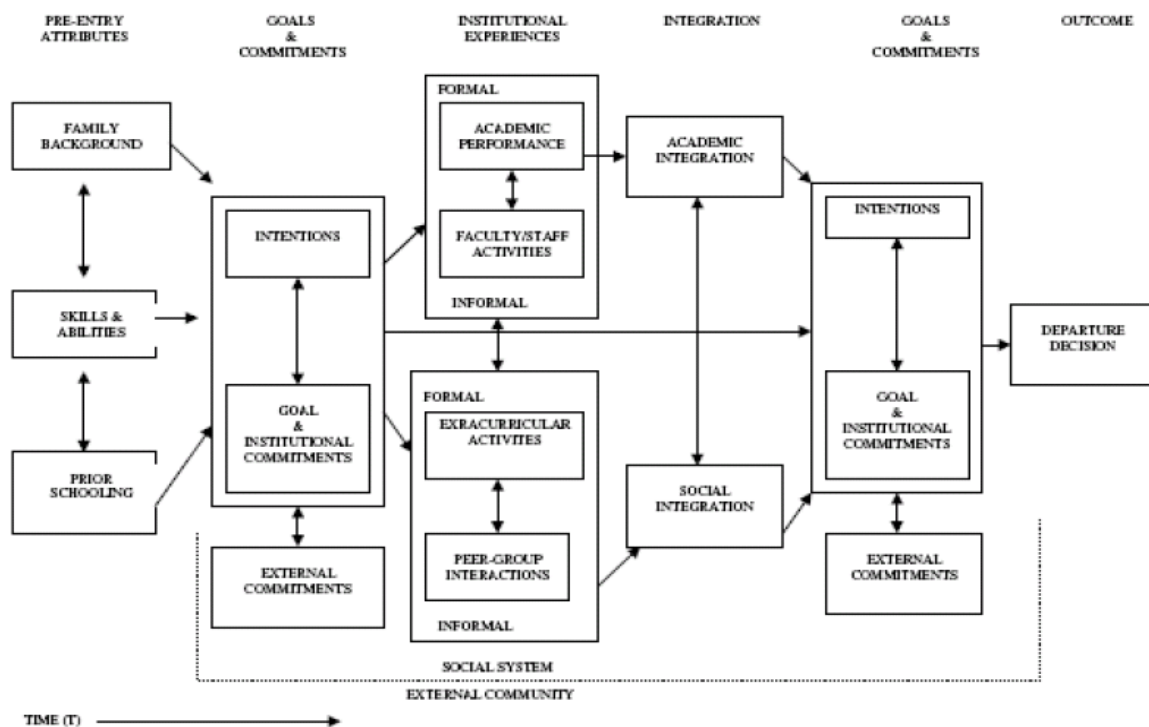 PRE-ENTRY
ATTRIBUTES
GOALS
&
COMMITMENTS
INSTITUTIONAL
EXPERIENCES
INTEGRATION
GOALS
&
COMMITMENTS
OUTCOME
FAMILY
BACKGROUND
SKILLS &
ABILITIES
PRIOR
SCHOOLING
INTENTIONS
GOAL
&
INSTITUTIONAL
COMMITMENTS
EXTERNAL
COMMITMENTS
FORMAL
ACADEMIC
PERFORMANCE
FACULTY/STAFF
ACTIVITIES
INFORMAL
FORMAL
EXTRACURRICULAR
ACTIVITES
PEER-GROUP
INTERACTIONS
INFORMAL
ACADEMIC
INTEGRATION
SOCIAL
INTEGRATION
INTENTIONS
GOAL
&
INSTITUTIONAL
COMMITMENTS
EXTERNAL
COMMITMENTS
DEPARTURE
DECISION
SOCIAL SYSTEM
EXTERNAL COMMUNITY
TIME (T)